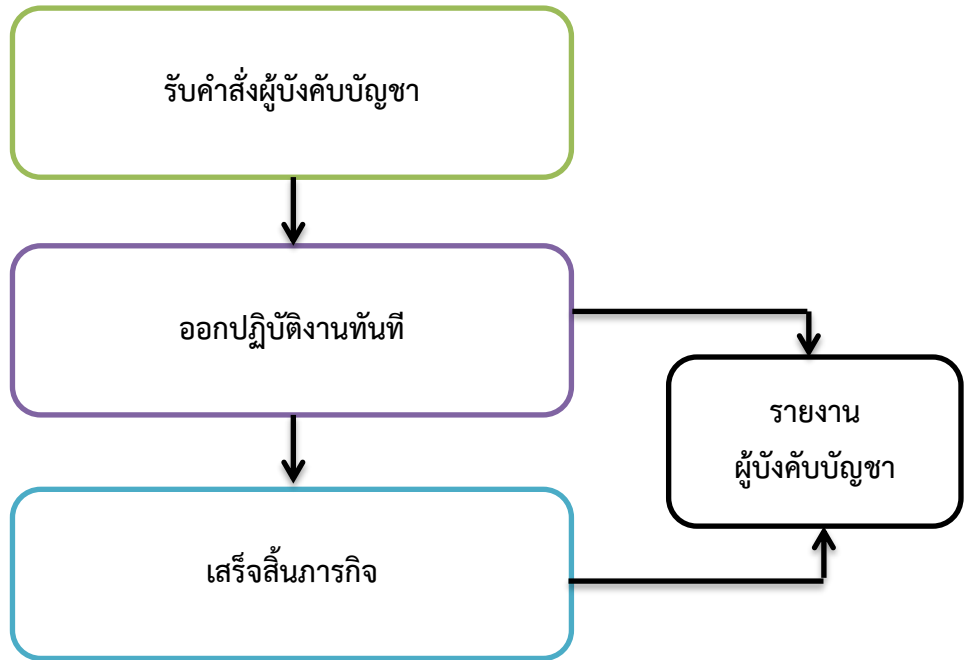 รับคำสั่งผู้บังคับบัญชา
ออกปฏิบัติงานทันที
รายงาน
ผู้บังคับบัญชา
เสร็จสิ้นภารกิจ